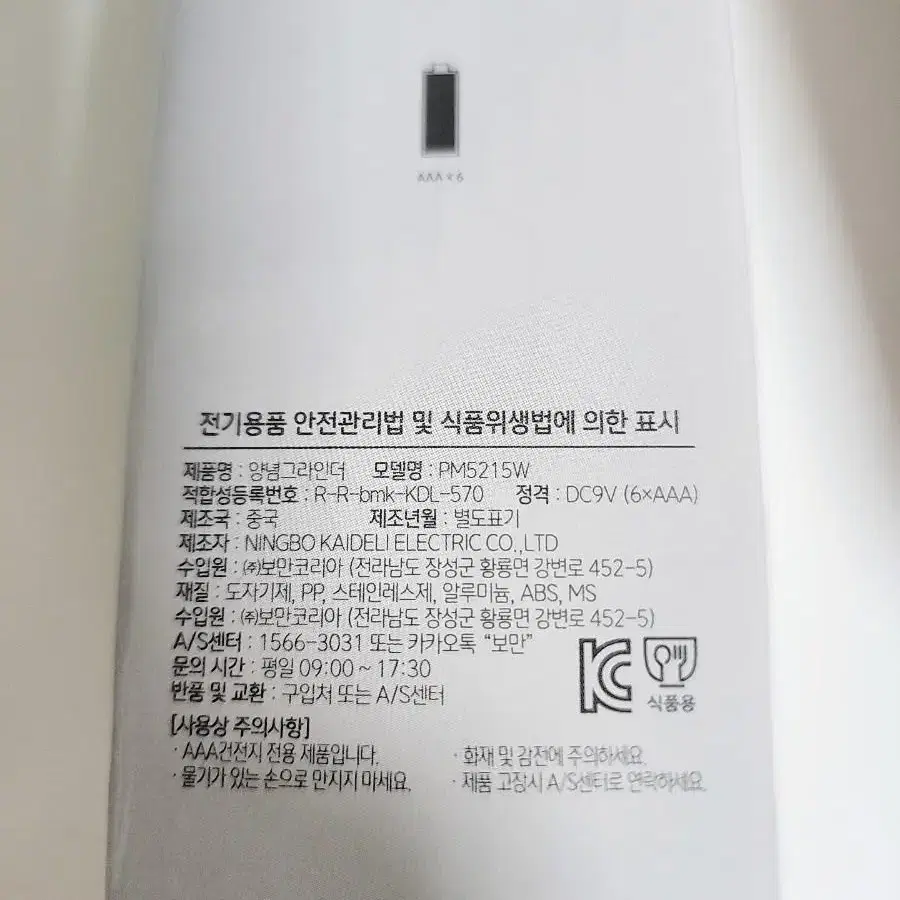 AAA x 6
전기용품 안전관리법 및 식품위생법에 의한 표시
제품명 : 양념그라인더 모델명 : PM5215W
적합성등록번호 : R-R-bmk-KDL-570 정격 : DC9V (6×AAA)
제조국 : 중국 제조년월 : 별도표기
제조자 : NINGBO KAIDELI ELECTRIC CO.,LTD
수입원 : ㈜보만코리아 (전라남도 장성군 황룡면 강변로 452-5)
재질 : 도자기제, PP, 스테인레스제, 알루미늄, ABS, MS
수입원 : ㈜보만코리아 (전라남도 장성군 황룡면 강변로 452-5)
A/S센터 : 1566-3031 또는 카카오톡 "보만"
문의 시간 : 평일 09:00 ~ 17:30
반품 및 교환 : 구입처 또는 A/S센터
KC 식품용
[사용상 주의사항]
· AAA건전지 전용 제품입니다. · 화재 및 감전에 주의하세요.
· 물기가 있는 손으로 만지지 마세요. · 제품 고장시 A/S센터로 연락하세요.